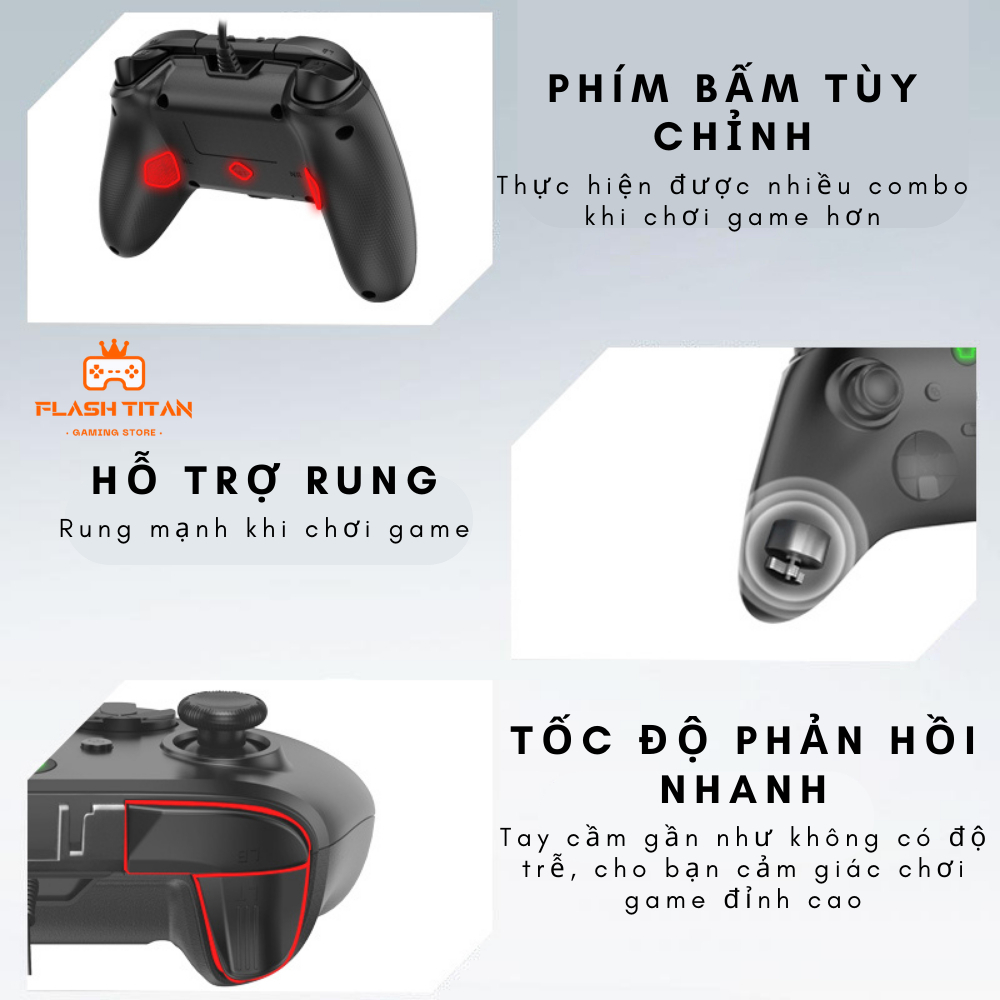 PHÍM BẤM TÙY
CHỈNH
Thực hiện được nhiều combo
khi chơi game hơn
FLASH TITAN
· GAMING STORE ·
HỖ TRỢ RUNG
Rung mạnh khi chơi game
TỐC ĐỘ PHẢN HỒI
NHANH
Tay cầm gần như không có độ
trễ, cho bạn cảm giác chơi
game đỉnh cao